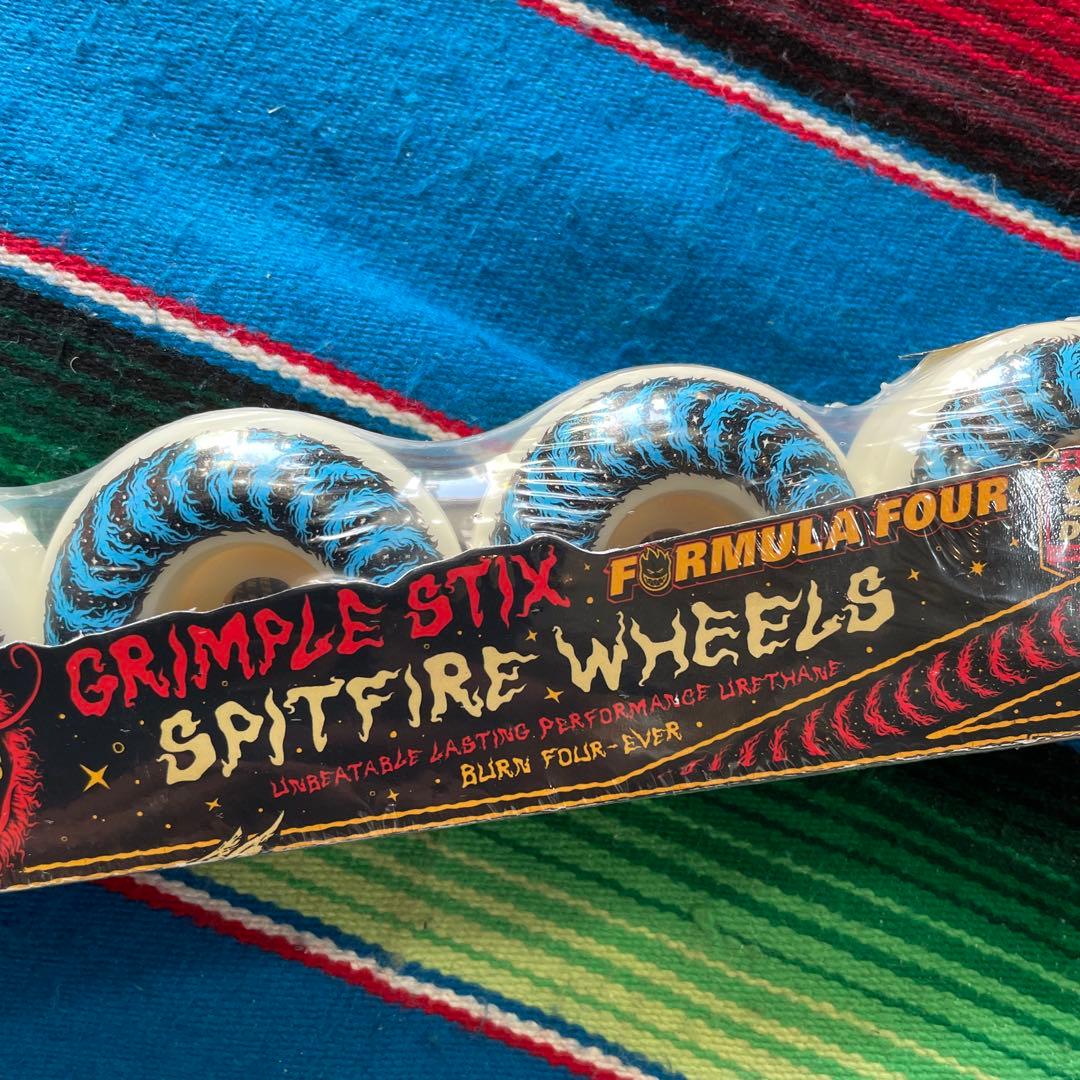 GRIMPLE STIX
FORMULA FOUR
SPITFIRE WHEELS
UNBEATABLE LASTING PERFORMANCE URETHANE
BURN FOUR-EVER